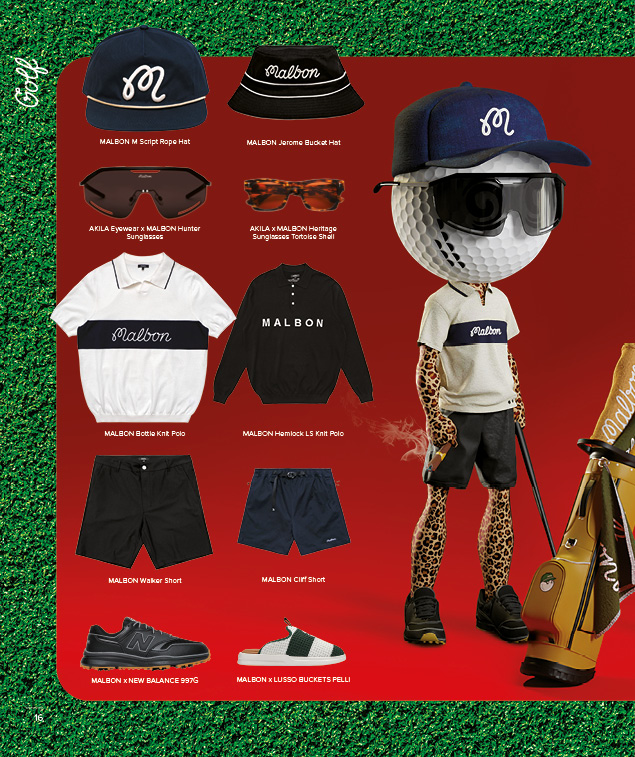 Golf
M
Malbon
MALBON M Script Rope Hat
MALBON Jerome Bucket Hat
M
Malbon
AKILA Eyewear x MALBON Hunter
Sunglasses
AKILA x MALBON Heritage
Sunglasses Tortoise Shell
Malbon
MALBON
Malbon
MALBON Bottle Knit Polo
MALBON Hemlock LS Knit Polo
Malbon
MALBON Walker Short
MALBON Cliff Short
N
MALBON x NEW BALANCE 997G
MALBON x LUSSO BUCKETS PELLI
16